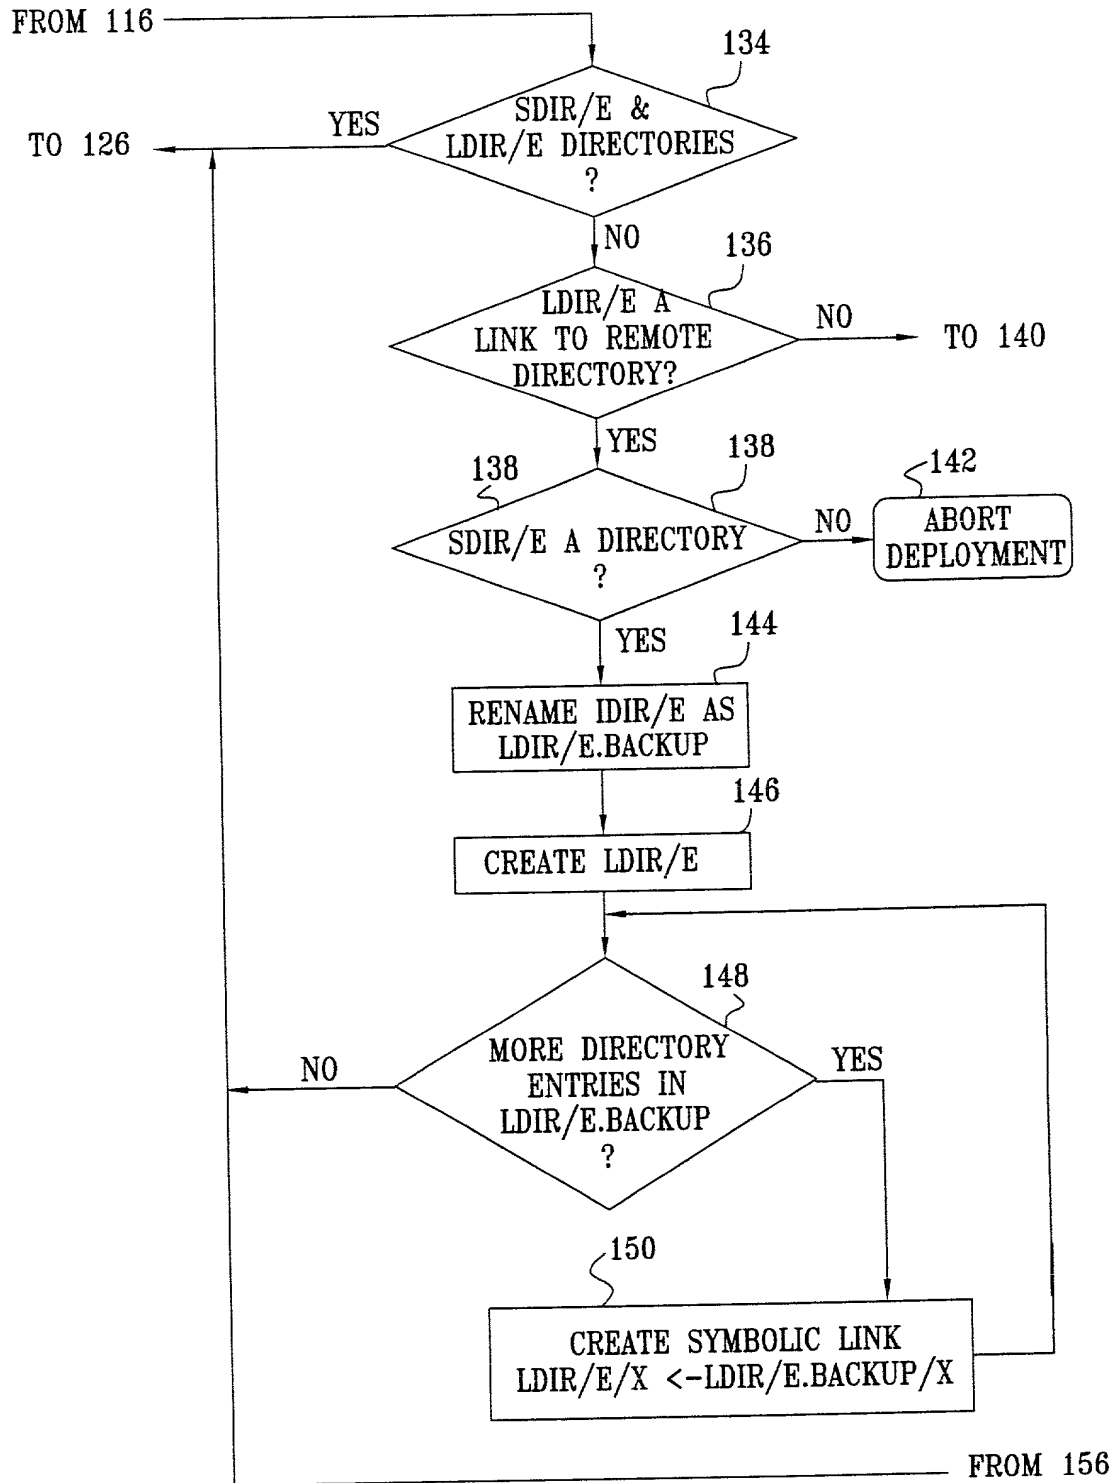 FROM 116
134
SDIR/E &
LDIR/E DIRECTORIES
?
YES
TO 126
NO
136
LDIR/E A
LINK TO REMOTE
DIRECTORY?
NO
TO 140
YES
138
138
SDIR/E A DIRECTORY
?
NO
142
ABORT
DEPLOYMENT
YES
144
RENAME IDIR/E AS
LDIR/E.BACKUP
146
CREATE LDIR/E
148
MORE DIRECTORY
ENTRIES IN
LDIR/E.BACKUP
?
NO
YES
150
CREATE SYMBOLIC LINK
LDIR/E/X <-LDIR/E.BACKUP/X
FROM 156